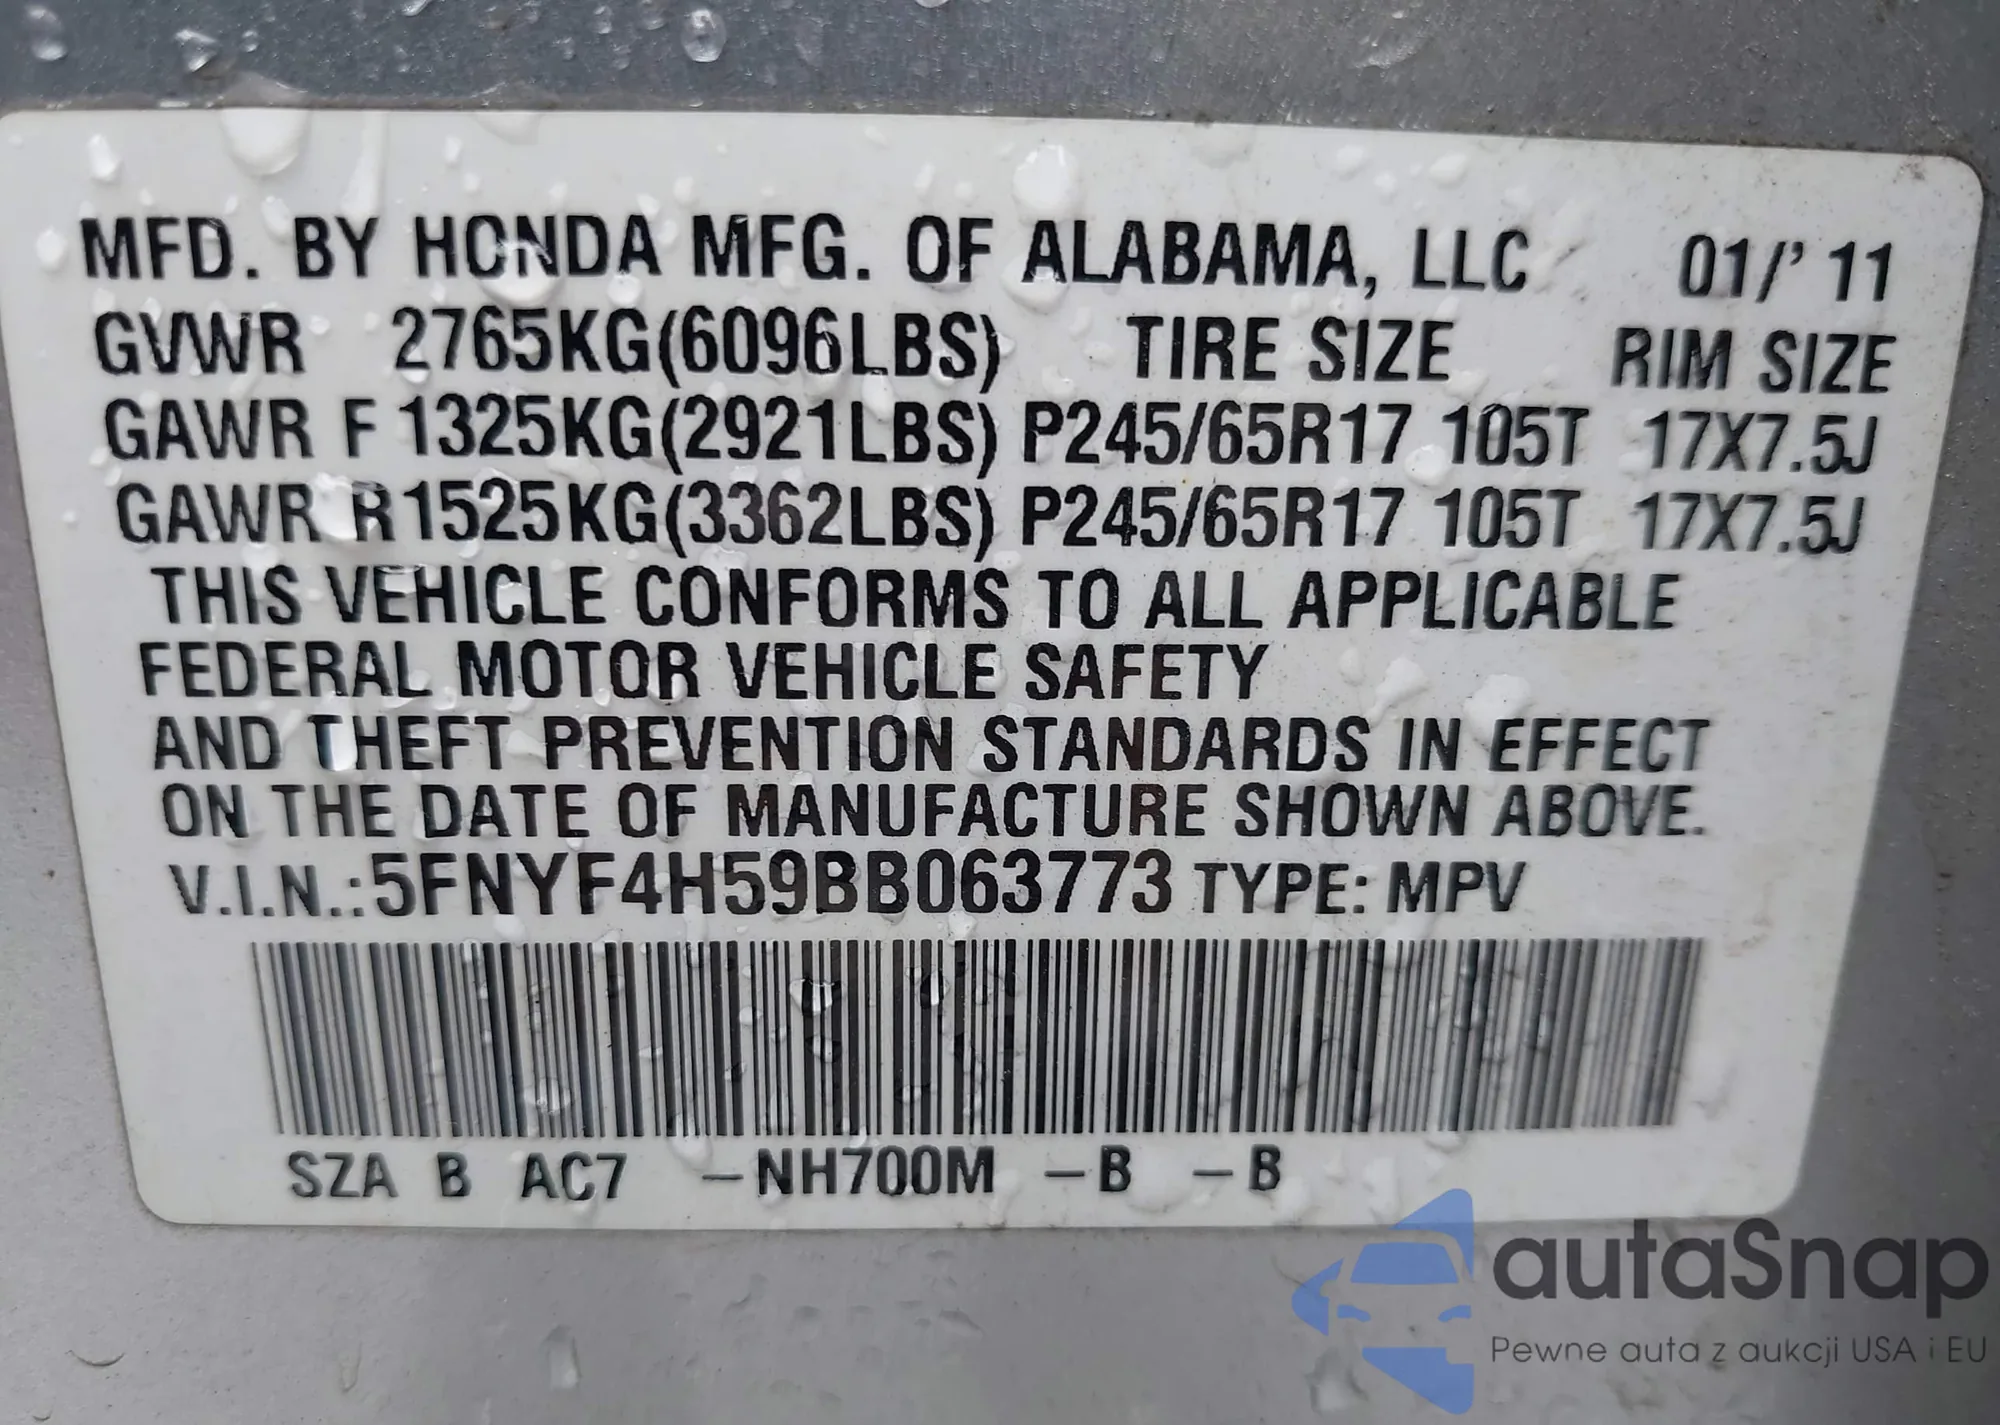 MFD. BY HONDA MFG. OF ALABAMA, LLC 01/'11
GVWR 2765KG(6096LBS) TIRE SIZE RIM SIZE
GAWR F 1325KG(2921LBS) P245/65R17 105T 17X7.5J
GAWR R 1525KG(3362LBS) P245/65R17 105T 17X7.5J
THIS VEHICLE CONFORMS TO ALL APPLICABLE
FEDERAL MOTOR VEHICLE SAFETY
AND THEFT PREVENTION STANDARDS IN EFFECT
ON THE DATE OF MANUFACTURE SHOWN ABOVE.
V.I.N.:5FNYF4H59BB063773 TYPE: MPV
SZA B AC7 –NH700M –B –B
autaSnap
Pewne auta z aukcji USA i EU